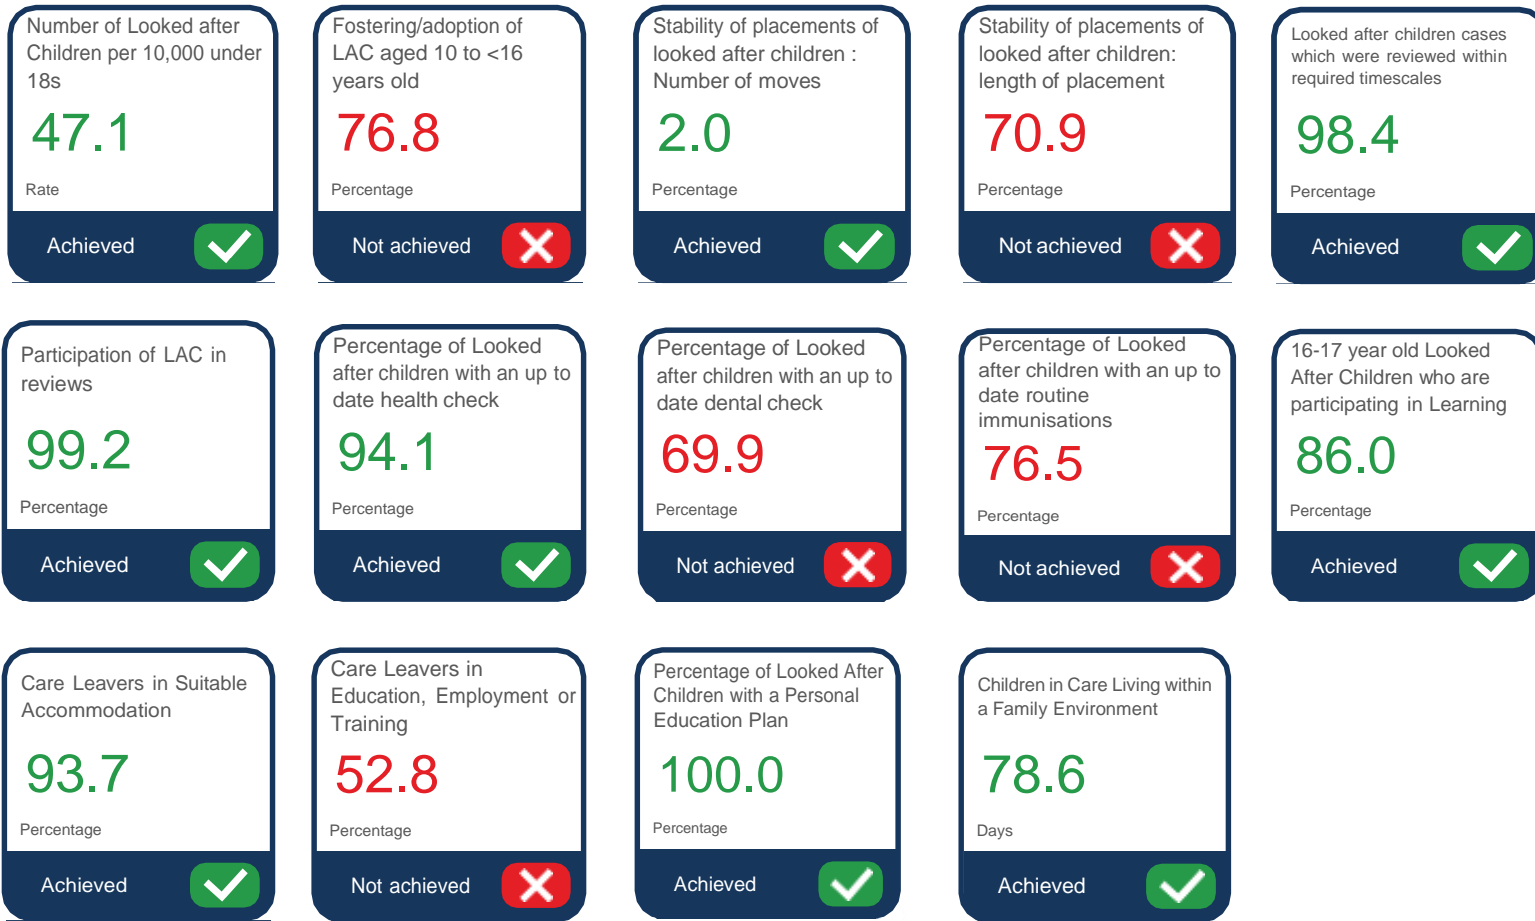 Number of Looked after
Children per 10,000 under
18s
47.1
Rate
Achieved
Fostering/adoption of
LAC aged 10 to <16
years old
76.8
Percentage
Not achieved
Stability of placements of
looked after children :
Number of moves
2.0
Percentage
Achieved
Stability of placements of
looked after children:
length of placement
70.9
Percentage
Not achieved
Looked after children cases
which were reviewed within
required timescales
98.4
Percentage
Achieved
Participation of LAC in
reviews
99.2
Percentage
Achieved
Percentage of Looked
after children with an up to
date health check
94.1
Percentage
Achieved
Percentage of Looked
after children with an up to
date dental check
69.9
Percentage
Not achieved
Percentage of Looked
after children with an up to
date routine
immunisations
76.5
Percentage
Not achieved
16-17 year old Looked
After Children who are
participating in Learning
86.0
Percentage
Achieved
Care Leavers in Suitable
Accommodation
93.7
Percentage
Achieved
Care Leavers in
Education, Employment or
Training
52.8
Percentage
Not achieved
Percentage of Looked After
Children with a Personal
Education Plan
100.0
Percentage
Achieved
Children in Care Living within
a Family Environment
78.6
Days
Achieved